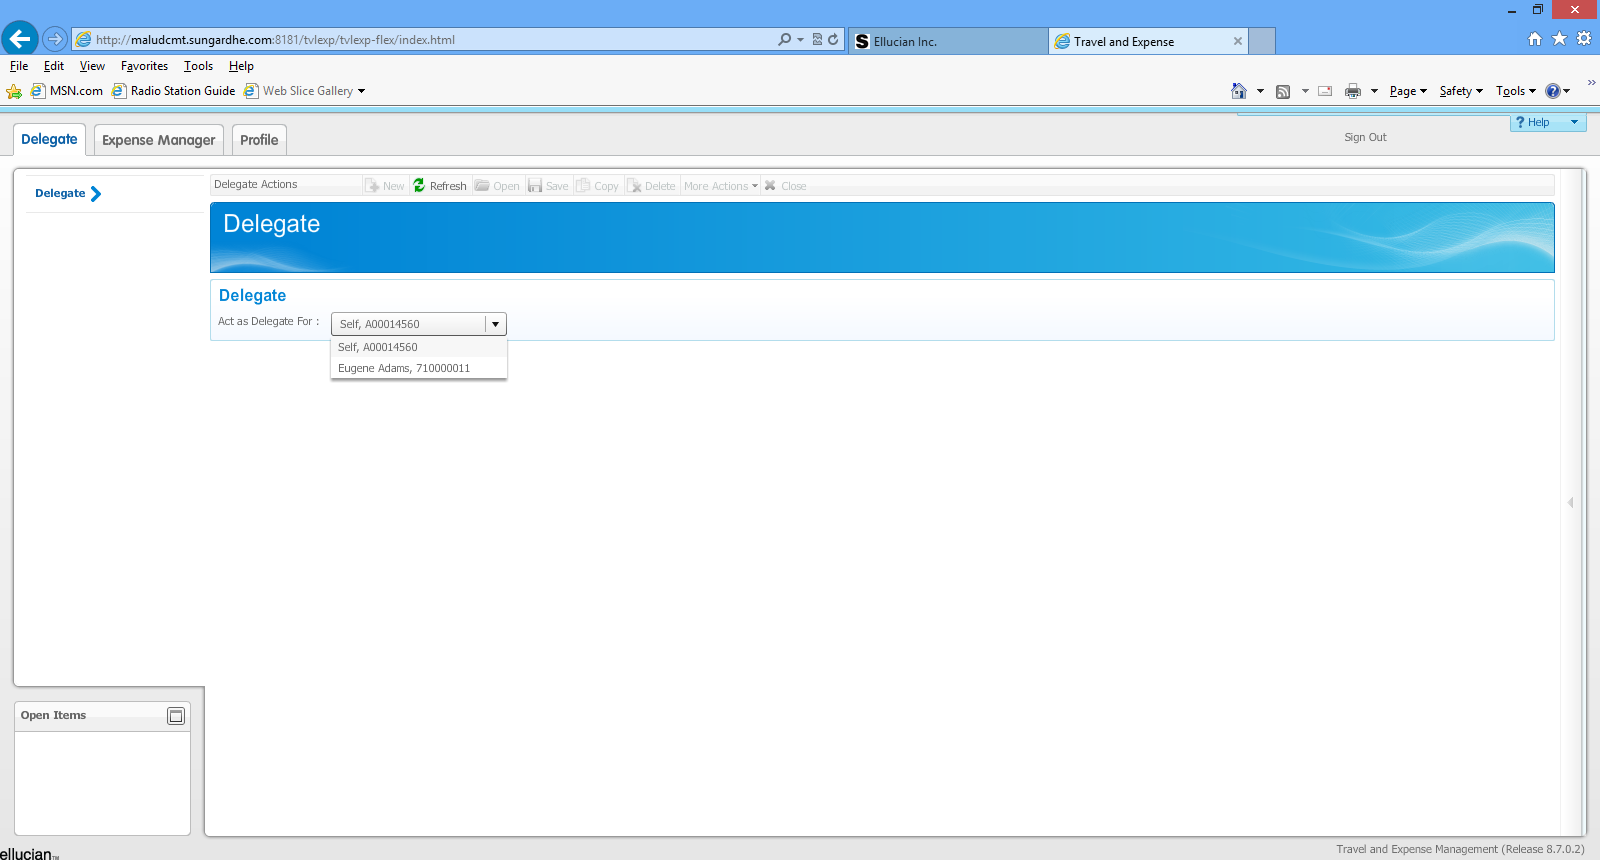 http://maludcmt.sungardhe.com:8181/tvlexp/tvlexp-flex/index.html
S Ellucian Inc.
Travel and Expense
File Edit View Favorites Tools Help
MSN.com Radio Station Guide Web Slice Gallery
Page Safety Tools
Delegate Expense Manager Profile
Sign Out
? Help
Delegate
Delegate Actions New Refresh Open Save Copy Delete More Actions Close
Delegate
Delegate
Act as Delegate For : Self, A00014560
Self, A00014560
Eugene Adams, 710000011
Open Items
ellucian™
Travel and Expense Management (Release 8.7.0.2)